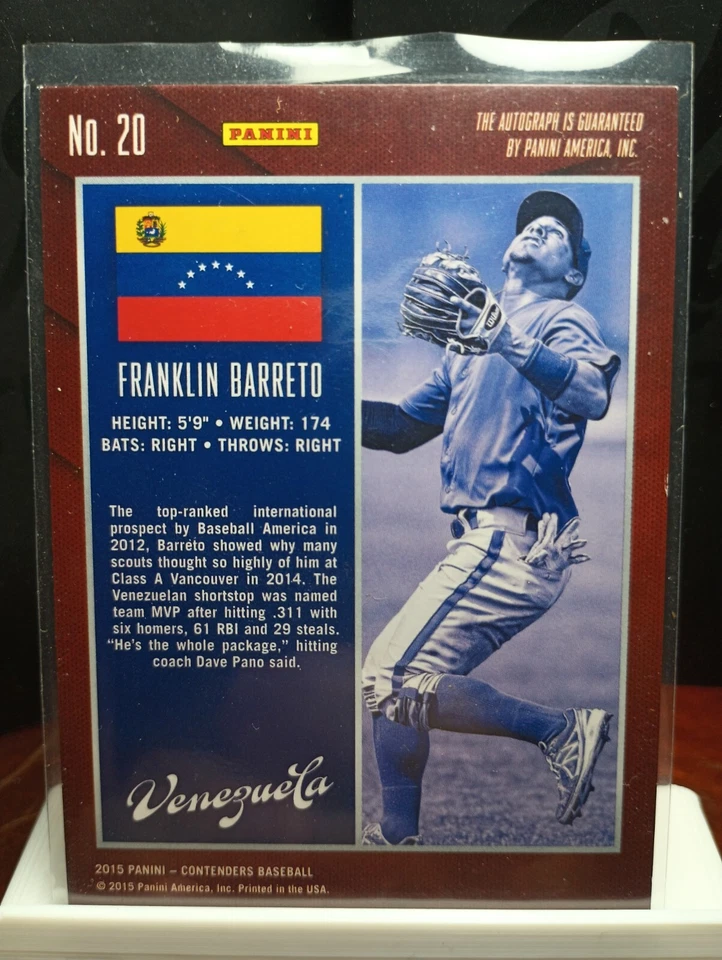 No. 20
PANINI
THE AUTOGRAPH IS GUARANTEED
BY PANINI AMERICA, INC.
FRANKLIN BARRETO
HEIGHT: 5'9" • WEIGHT: 174
BATS: RIGHT • THROWS: RIGHT
The top-ranked international
prospect by Baseball America in
2012, Barreto showed why many
scouts thought so highly of him at
Class A Vancouver in 2014. The
Venezuelan shortstop was named
team MVP after hitting .311 with
six homers, 61 RBI and 29 steals.
"He's the whole package," hitting
coach Dave Pano said.
Venezuela
Wilson
2015 PANINI – CONTENDERS BASEBALL
© 2015 Panini America, Inc. Printed in the USA.